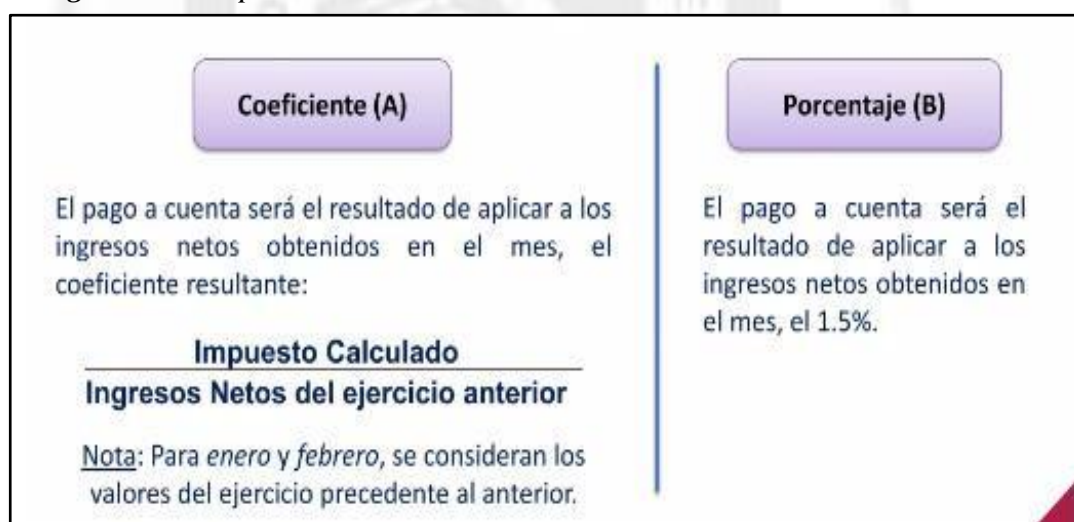 Coeficiente (A)
El pago a cuenta será el resultado de aplicar a los
ingresos netos obtenidos en el mes, el
coeficiente resultante:
Impuesto Calculado
Ingresos Netos del ejercicio anterior
Nota: Para enero y febrero, se consideran los
valores del ejercicio precedente al anterior.
Porcentaje (B)
El pago a cuenta será el
resultado de aplicar a los
ingresos netos obtenidos en
el mes, el 1.5%.